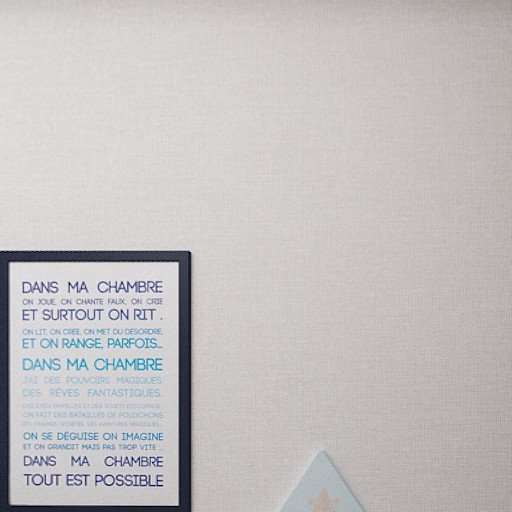 DANS MA CHAMBRE
ON JOUE, ON CHANTE FAUX, ON CRIE
ET SURTOUT ON RIT .
ON LIT, ON CRÉE, ON MET DU DÉSORDRE,
ET ON RANGE, PARFOIS...
DANS MA CHAMBRE
J'AI DES POUVOIRS MAGIQUES,
DES RÊVES FANTASTIQUES.
ON FAIT DES BATAILLES DE POLOCHONS
ON SE DÉGUISE ON IMAGINE
ET ON GRANDIT MAIS PAS TROP VITE ...
DANS MA CHAMBRE
TOUT EST POSSIBLE